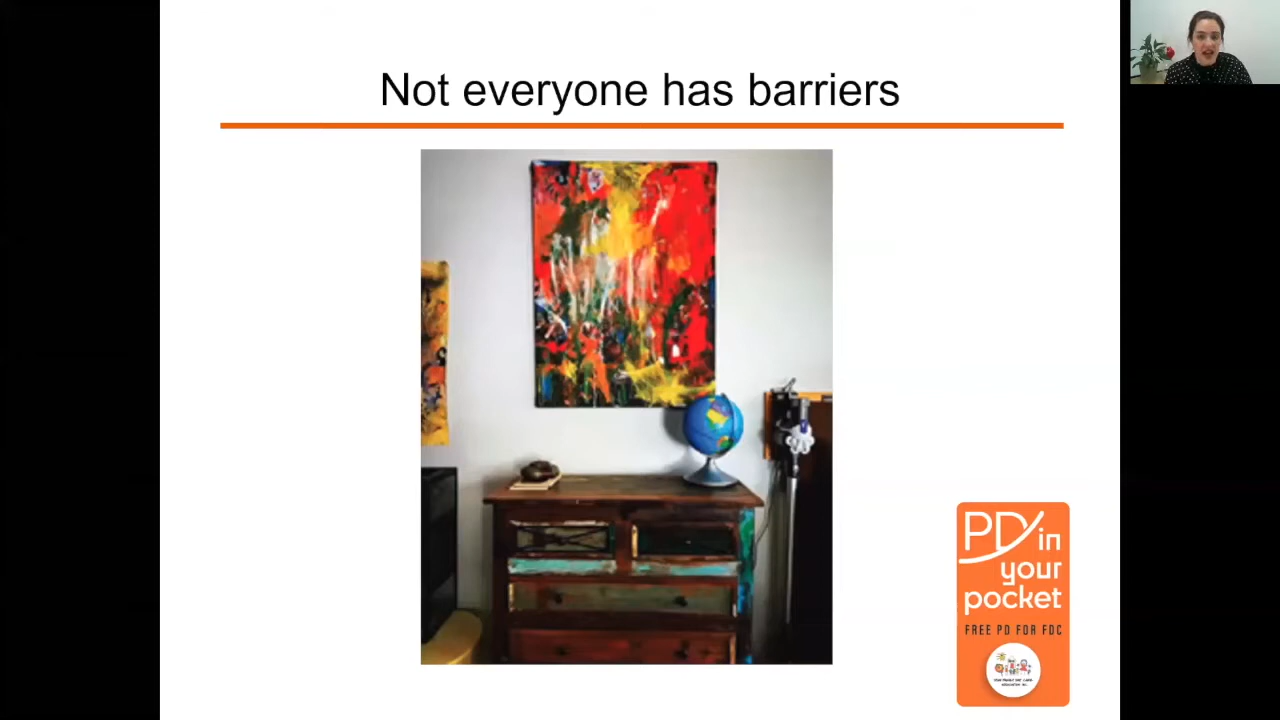 Not everyone has barriers
PD in
your
pocket
FREE PD FOR FDC